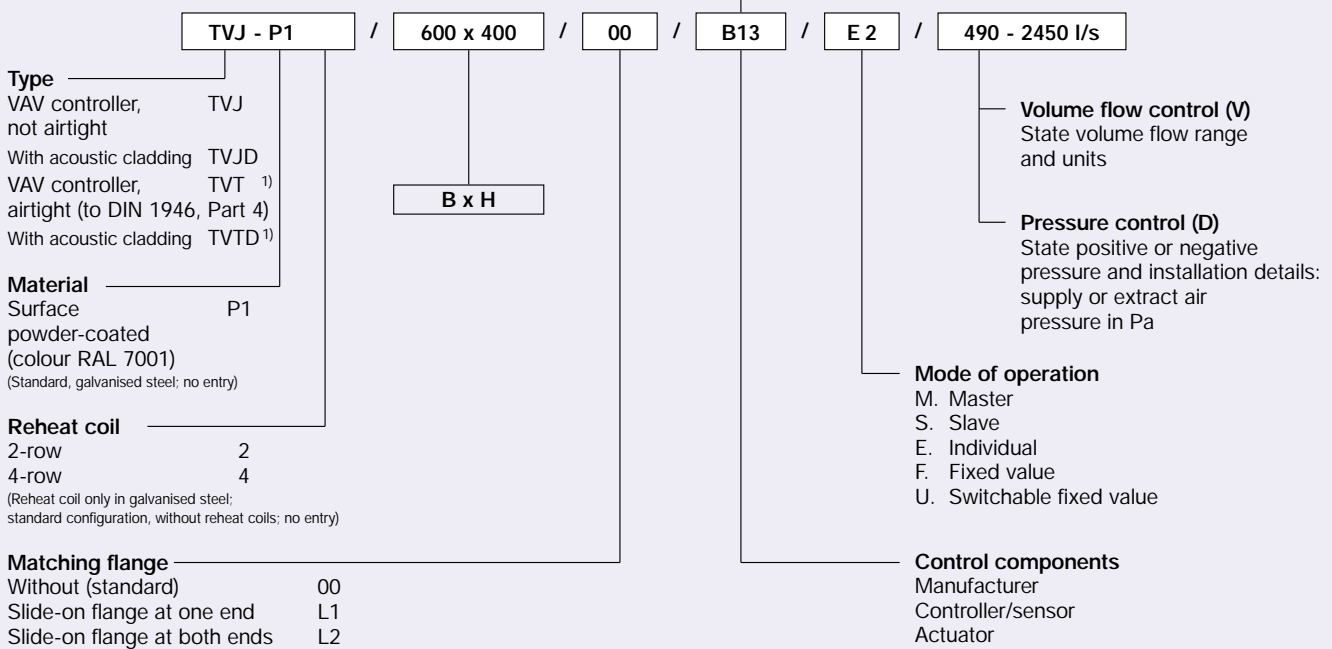 TVJ - P1 / 600 x 400 / 00 / B13 / E 2 / 490 - 2450 l/s
Type
VAV controller, TVJ
not airtight
With acoustic cladding TVJD
VAV controller, TVT 1)
airtight (to DIN 1946, Part 4)
With acoustic cladding TVTD 1)
Material
Surface P1
powder-coated
(colour RAL 7001)
(Standard, galvanised steel; no entry)
Reheat coil
2-row 2
4-row 4
(Reheat coil only in galvanised steel;
standard configuration, without reheat coils; no entry)
Matching flange
Without (standard) 00
Slide-on flange at one end L1
Slide-on flange at both ends L2
B x H
Volume flow control (V)
State volume flow range
and units
Pressure control (D)
State positive or negative
pressure and installation details:
supply or extract air
pressure in Pa
Mode of operation
M. Master
S. Slave
E. Individual
F. Fixed value
U. Switchable fixed value
Control components
Manufacturer
Controller/sensor
Actuator